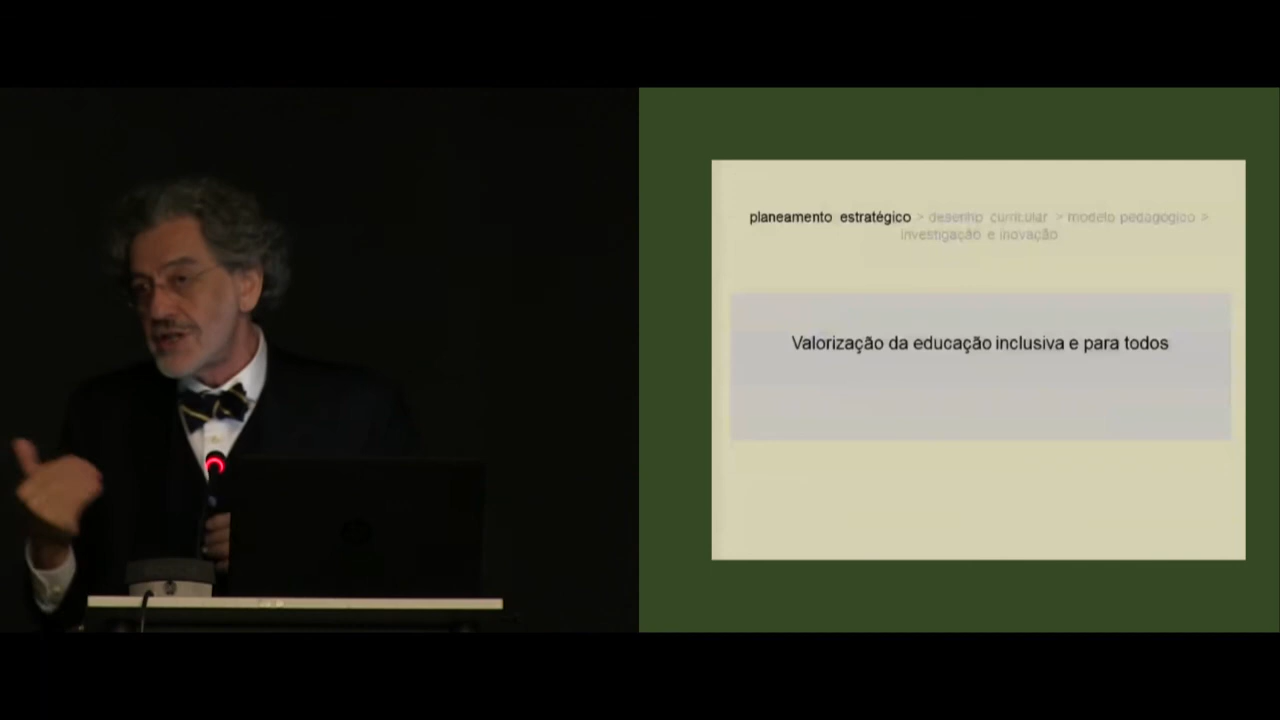 planeamento estratégico > desenho curricular > modelo pedagógico >
investigação e inovação
Valorização da educação inclusiva e para todos